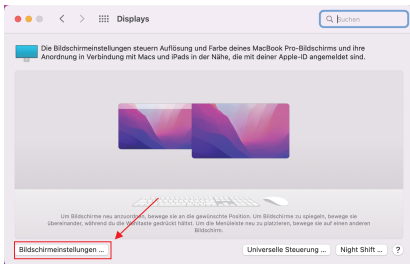 Displays
Suchen
Die Bildschirmeinstellungen steuern Auflösung und Farbe deines MacBook Pro-Bildschirms und ihre
Anordnung in Verbindung mit Macs und iPads in der Nähe, die mit deiner Apple-ID angemeldet sind.
Um Bildschirme neu anzuordnen, bewege sie an die gewünschte Position. Um Bildschirme zu spiegeln, bewege sie
übereinander, während du die Wahltaste gedrückt hältst. Um die Menüleiste neu zu platzieren, bewege sie auf einen anderen
Bildschirm.
Bildschirmeinstellungen ...
Universelle Steuerung ...
Night Shift ...
?